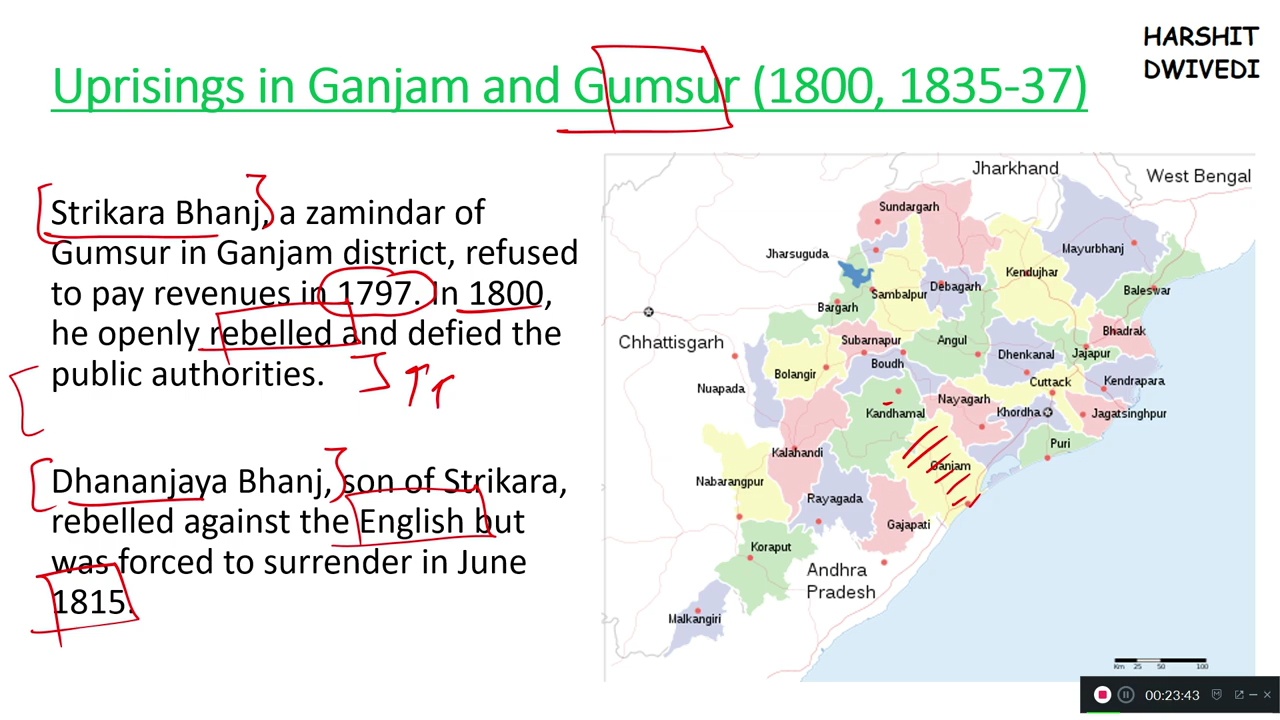 HARSHIT
DWIVEDI
Uprisings in Ganjam and Gumsur (1800, 1835-37)
Strikara Bhanj, a zamindar of
Gumsur in Ganjam district, refused
to pay revenues in 1797. In 1800,
he openly rebelled and defied the
public authorities.
Dhananjaya Bhanj, son of Strikara,
rebelled against the English but
was forced to surrender in June
1815.
Jharkhand
West Bengal
Sundargarh
Mayurbhanj
Jharsuguda
Kendujhar
Debagarh
Baleswar
Sambalpur
Bargarh
Bhadrak
Chhattisgarh
Subarnapur
Angul
Dhenkanal
Jajapur
Boudh
Bolangir
Cuttack
Kendrapara
Nuapada
Nayagarh
Kandhamal
Khordha
Jagatsinghpur
Puri
Kalahandi
Ganjam
Nabarangpur
Rayagada
Gajapati
Koraput
Andhra
Pradesh
Malkangiri
Km 25 50 100
00:23:43